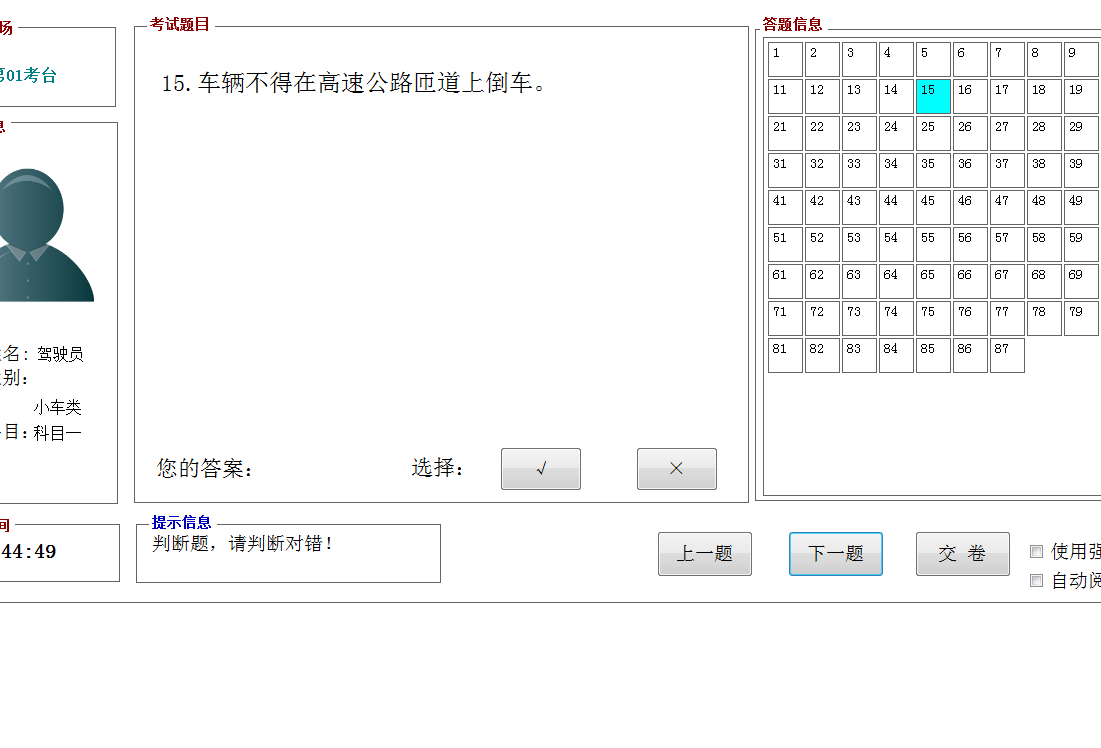 场
第01考台
息
名: 驾驶员
别:
小车类
目: 科目一
间
44:49
考试题目
15.车辆不得在高速公路匝道上倒车。
您的答案:
选择:
√
×
提示信息
判断题，请判断对错！
上一题
下一题
交 卷
使用强
自动阅
答题信息
1 2 3 4 5 6 7 8 9
11 12 13 14 15 16 17 18 19
21 22 23 24 25 26 27 28 29
31 32 33 34 35 36 37 38 39
41 42 43 44 45 46 47 48 49
51 52 53 54 55 56 57 58 59
61 62 63 64 65 66 67 68 69
71 72 73 74 75 76 77 78 79
81 82 83 84 85 86 87